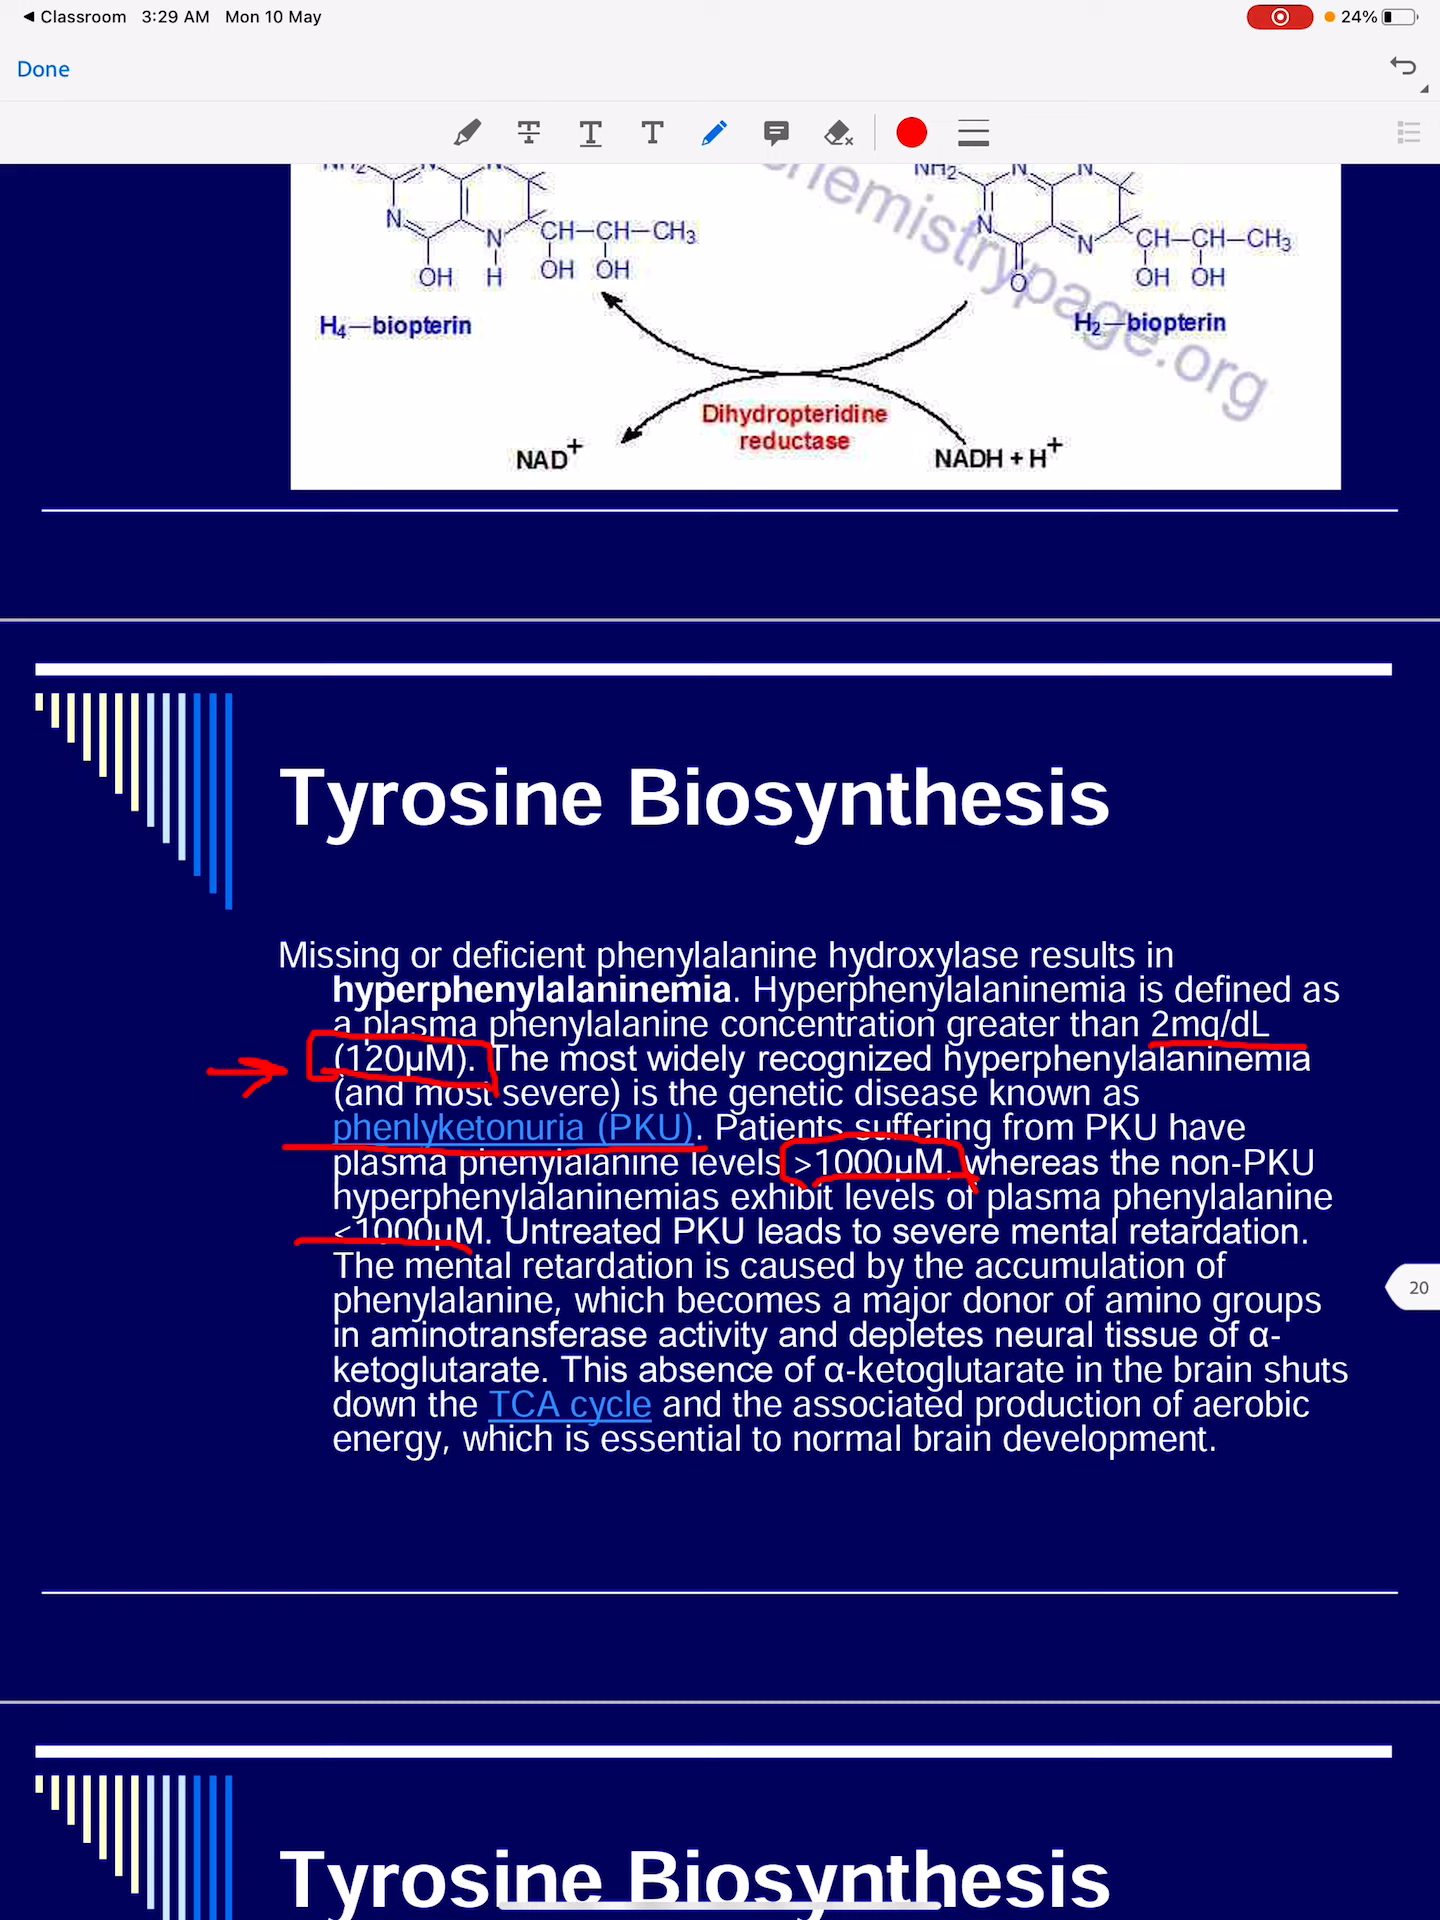 Classroom 3:29 AM Mon 10 May 24%
Done
NH2 N N NH2 N N
N N CH—CH—CH3 N N CH—CH—CH3
OH H OH OH O OH OH
H4—biopterin H2—biopterin
hemistrypage.org
Dihydropteridine
reductase
NAD+ NADH + H+
Tyrosine Biosynthesis
Missing or deficient phenylalanine hydroxylase results in
hyperphenylalaninemia. Hyperphenylalaninemia is defined as
a plasma phenylalanine concentration greater than 2mq/dL
(120μM). The most widely recognized hyperphenylalaninemia
(and most severe) is the genetic disease known as
phenlyketonuria (PKU). Patients suffering from PKU have
plasma phenylalanine levels >1000μM, whereas the non-PKU
hyperphenylalaninemias exhibit levels of plasma phenylalanine
<1000μM. Untreated PKU leads to severe mental retardation.
The mental retardation is caused by the accumulation of
phenylalanine, which becomes a major donor of amino groups
in aminotransferase activity and depletes neural tissue of α-
ketoglutarate. This absence of α-ketoglutarate in the brain shuts
down the TCA cycle and the associated production of aerobic
energy, which is essential to normal brain development.
20
Tyrosine Biosynthesis